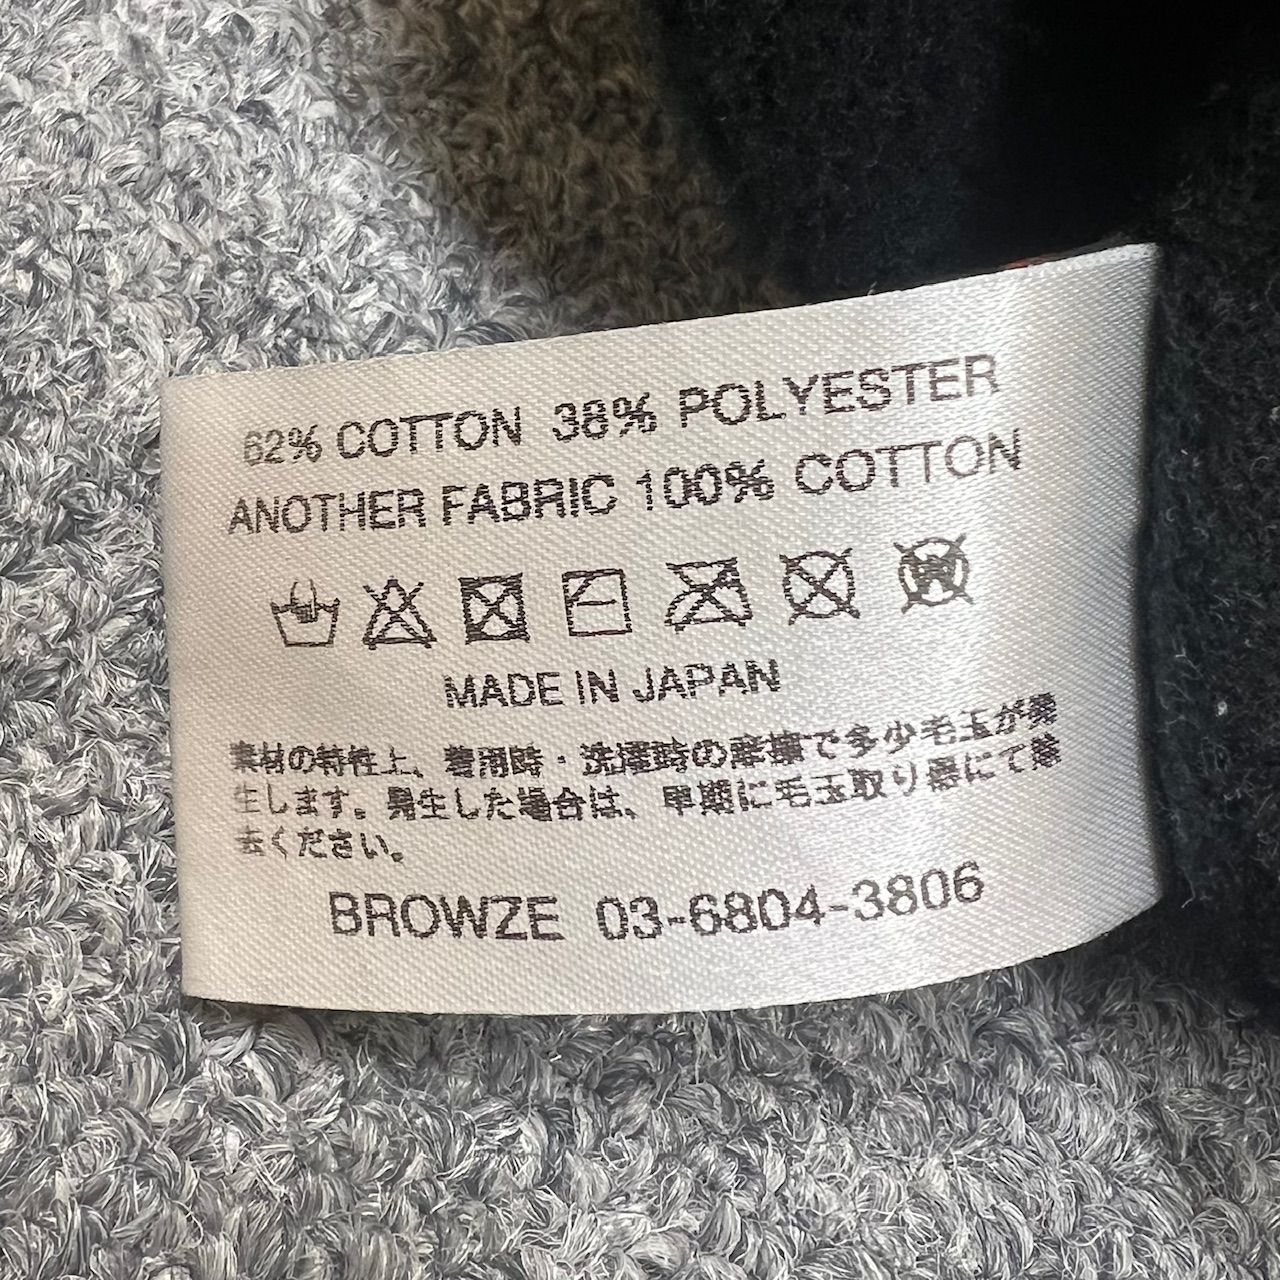 62% COTTON 38% POLYESTER
ANOTHER FABRIC 100% COTTON
MADE IN JAPAN
素材の特性上、着用時・洗濯時の摩擦で多少毛玉が発
生します。発生した場合は、早期に毛玉取り器にて除
去ください。
BROWZE 03-6804-3806